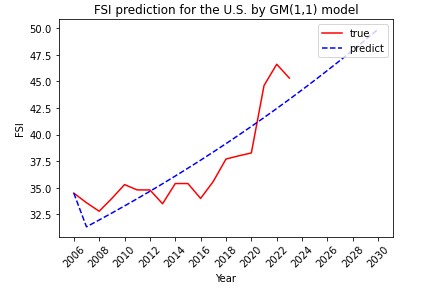 FSI prediction for the U.S. by GM(1,1) model
true
predict
50.0
47.5
45.0
42.5
40.0
37.5
35.0
32.5
FSI
2006 2008 2010 2012 2014 2016 2018 2020 2022 2024 2026 2028 2030
Year